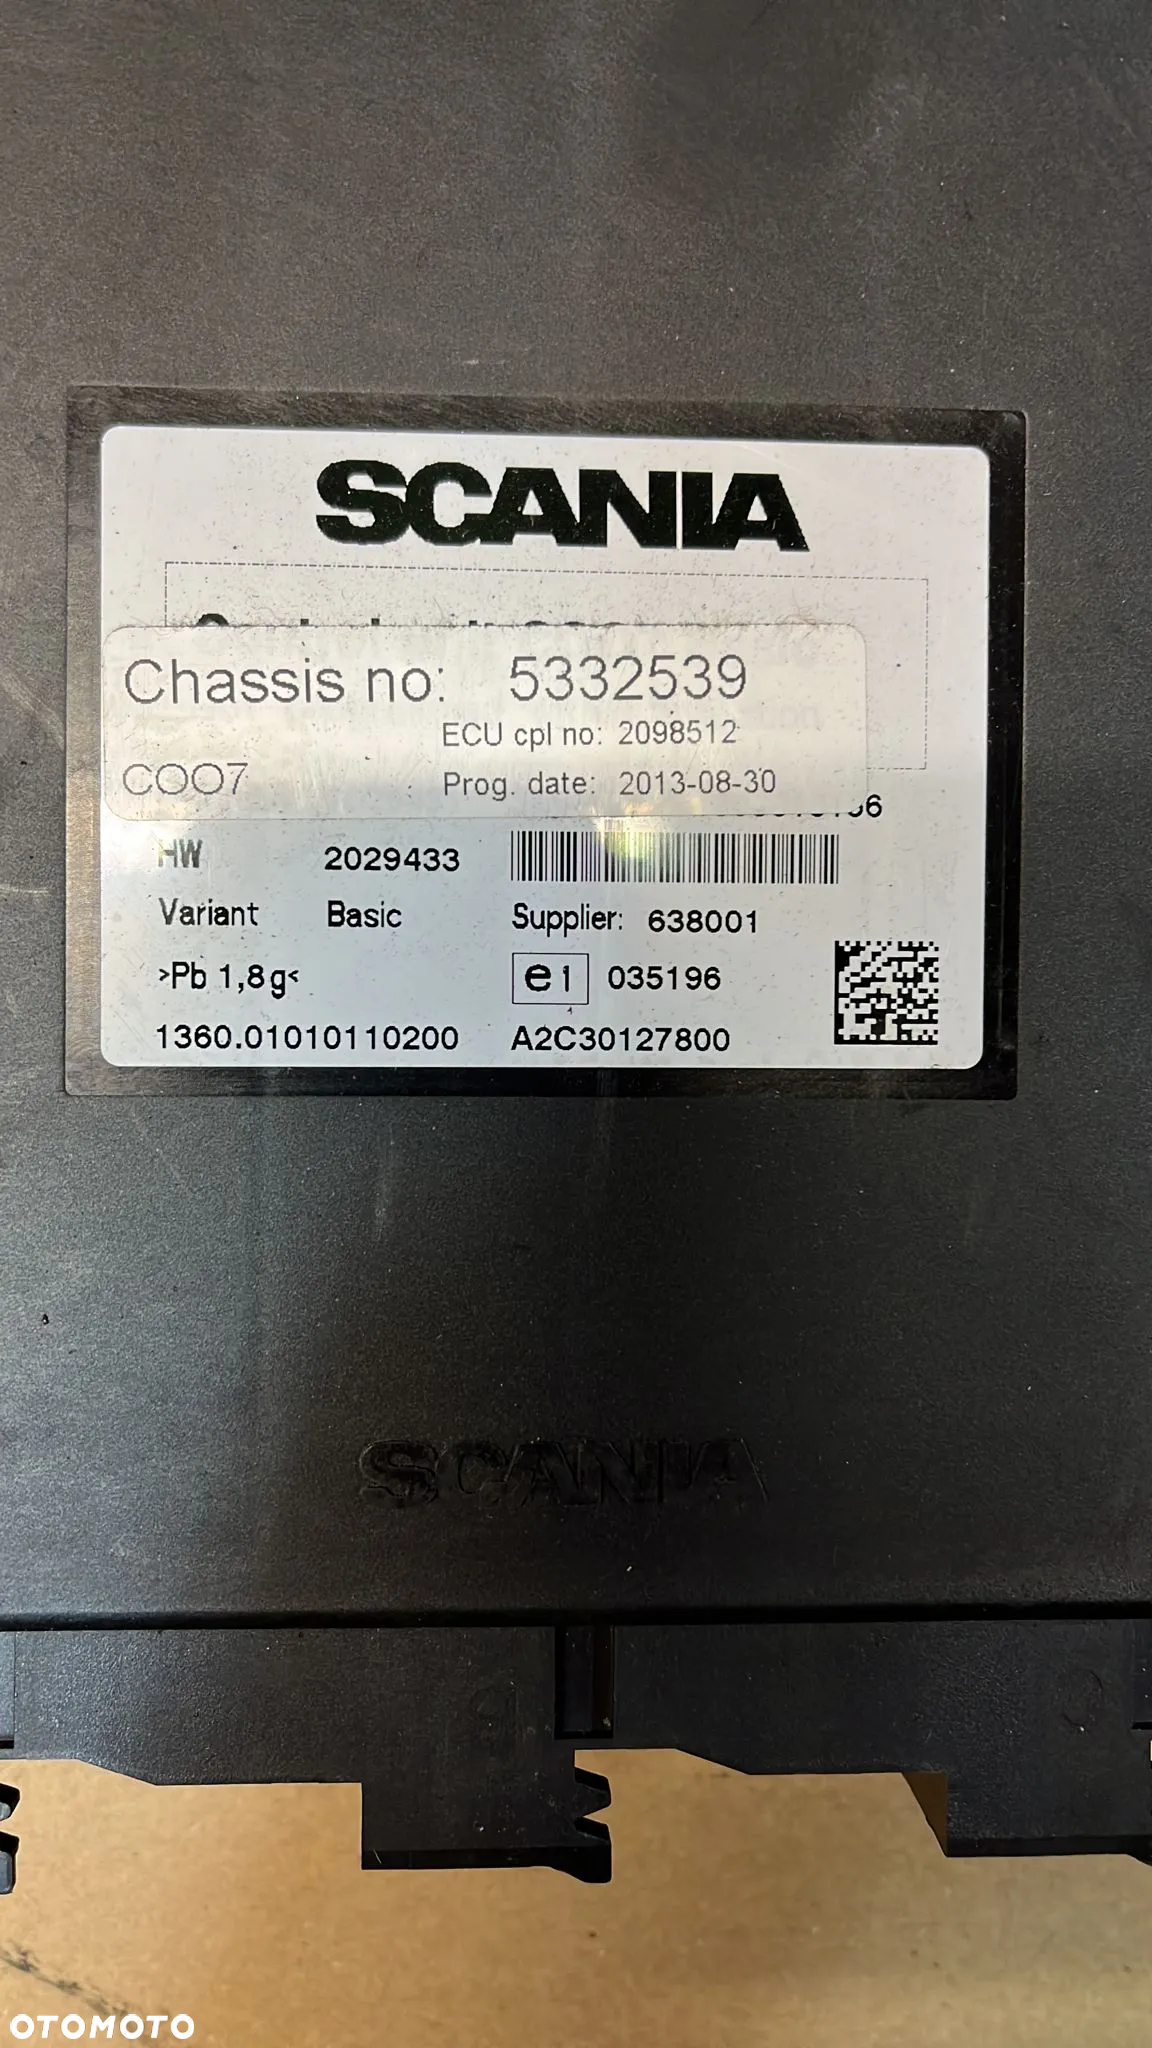 SCANIA
Chassis no: 5332539
ECU cpl no: 2098512
COO7 Prog. date: 2013-08-30
HW 2029433
Variant Basic Supplier: 638001
>Pb 1,8g< e1 035196
1360.01010110200 A2C30127800
SCANIA
OTOMOTO